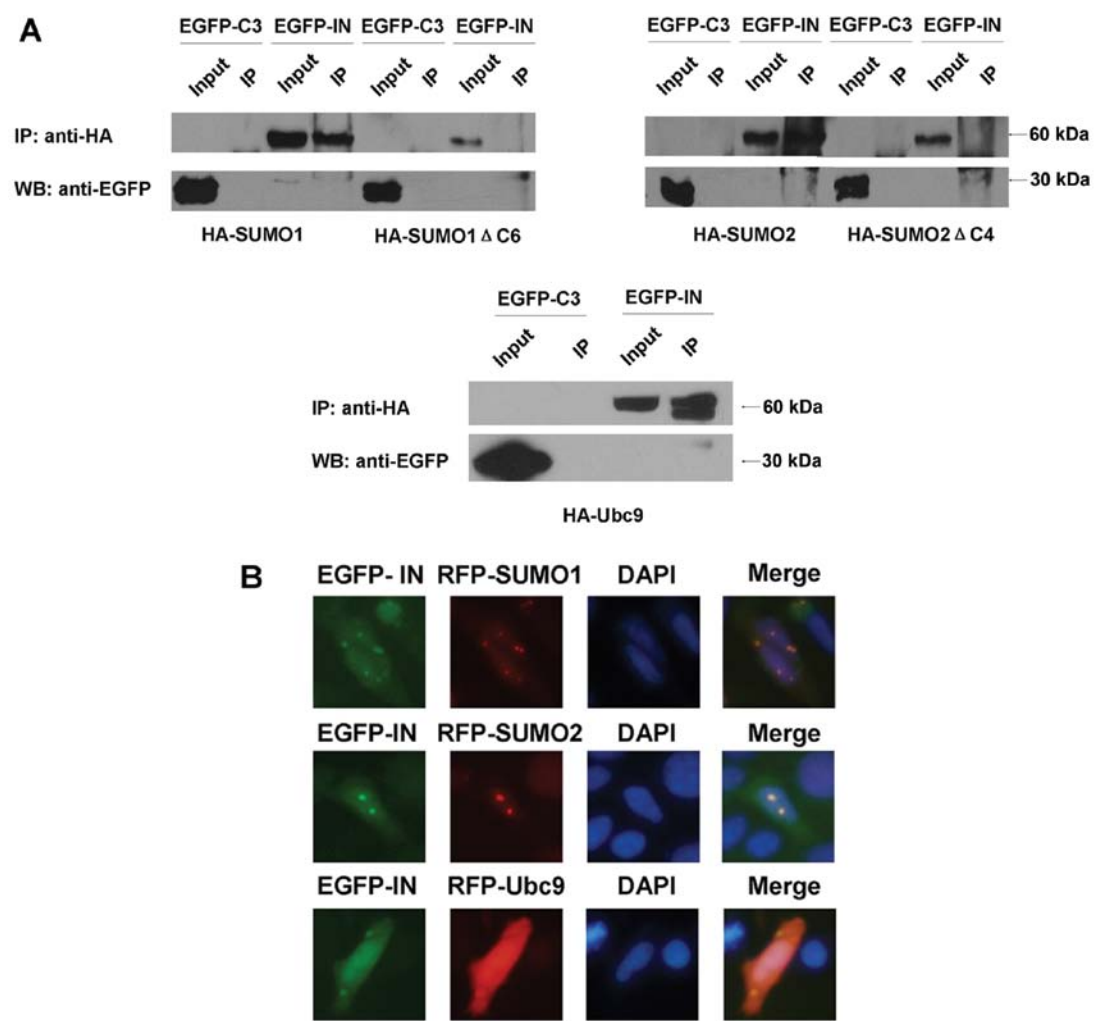 A
EGFP-C3 EGFP-IN EGFP-C3 EGFP-IN
Input IP Input IP Input IP Input IP
IP: anti-HA
WB: anti-EGFP
HA-SUMO1 HA-SUMO1 Δ C6
EGFP-C3 EGFP-IN EGFP-C3 EGFP-IN
Input IP Input IP Input IP Input IP
60 kDa
30 kDa
HA-SUMO2 HA-SUMO2 Δ C4
EGFP-C3 EGFP-IN
Input IP Input IP
IP: anti-HA 60 kDa
WB: anti-EGFP 30 kDa
HA-Ubc9
B
EGFP- IN RFP-SUMO1 DAPI Merge
EGFP-IN RFP-SUMO2 DAPI Merge
EGFP-IN RFP-Ubc9 DAPI Merge